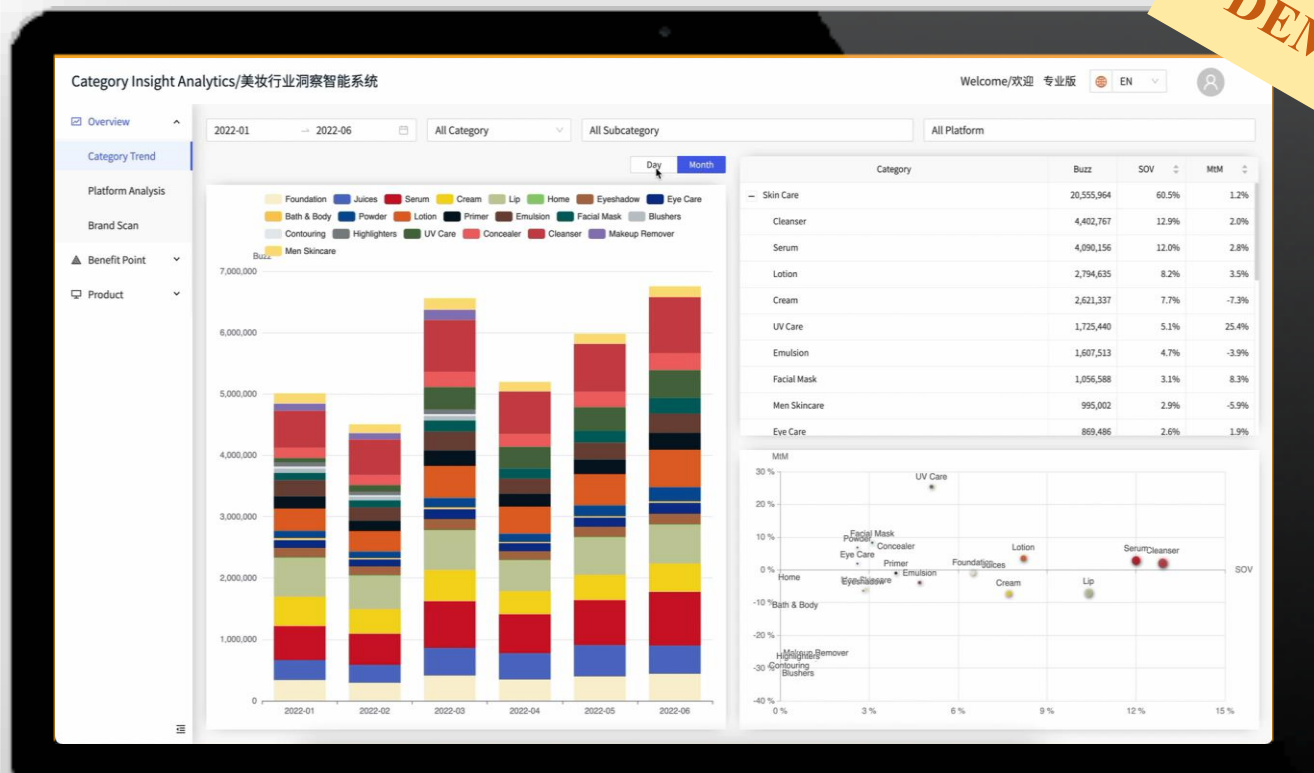 DEM
Category Insight Analytics/美妆行业洞察智能系统
Welcome/欢迎 专业版 EN
Overview
Category Trend
Platform Analysis
Brand Scan
Benefit Point
Product
2022-01 → 2022-06
All Category
All Subcategory
All Platform
Day Month
Foundation Juices Serum Cream Lip Home Eyeshadow Eye Care
Bath & Body Powder Lotion Primer Emulsion Facial Mask Blushers
Contouring Highlighters UV Care Concealer Cleanser Makeup Remover
Men Skincare
Buzz
7,000,000
6,000,000
5,000,000
4,000,000
3,000,000
2,000,000
1,000,000
0
2022-01 2022-02 2022-03 2022-04 2022-05 2022-06
Category Buzz SOV MtM
Skin Care 20,555,964 60.5% 1.2%
Cleanser 4,402,767 12.9% 2.0%
Serum 4,090,156 12.0% 2.8%
Lotion 2,794,635 8.2% 3.5%
Cream 2,621,337 7.7% -7.3%
UV Care 1,725,440 5.1% 25.4%
Emulsion 1,607,513 4.7% -3.9%
Facial Mask 1,056,588 3.1% 8.3%
Men Skincare 995,002 2.9% -5.9%
Eye Care 869,486 2.6% 1.9%
MtM
30 %
UV Care
20 %
10 %
Facial Mask
Powder
Concealer
Eye Care
Lotion
Serum
Cleanser
Primer
Foundation
Juices
0 %
SOV
Home
Emulsion
Men Skincare
Eyeshadow
Cream
Lip
-10 %
Bath & Body
-20 %
Makeup Remover
Highlighters
-30 %
Contouring
Blushers
-40 %
0 % 3 % 6 % 9 % 12 % 15 %